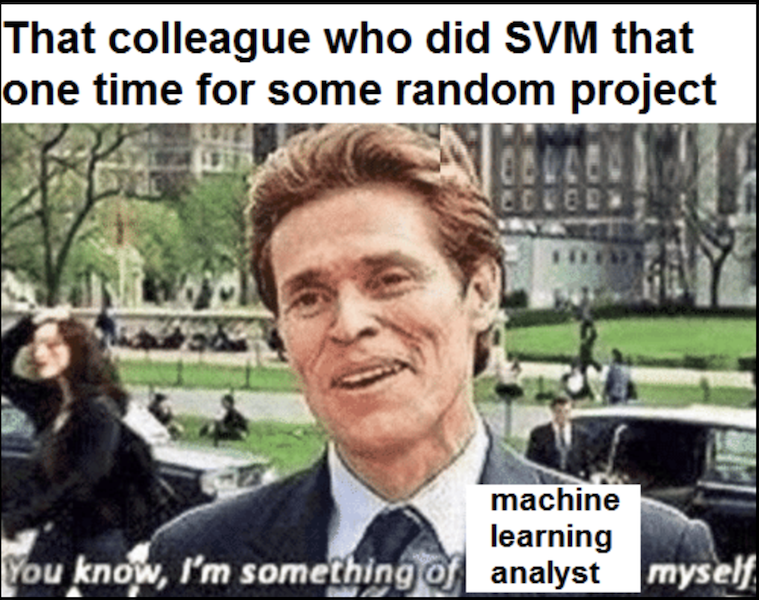 That colleague who did SVM that
one time for some random project
machine
learning
You know, I'm something of analyst myself